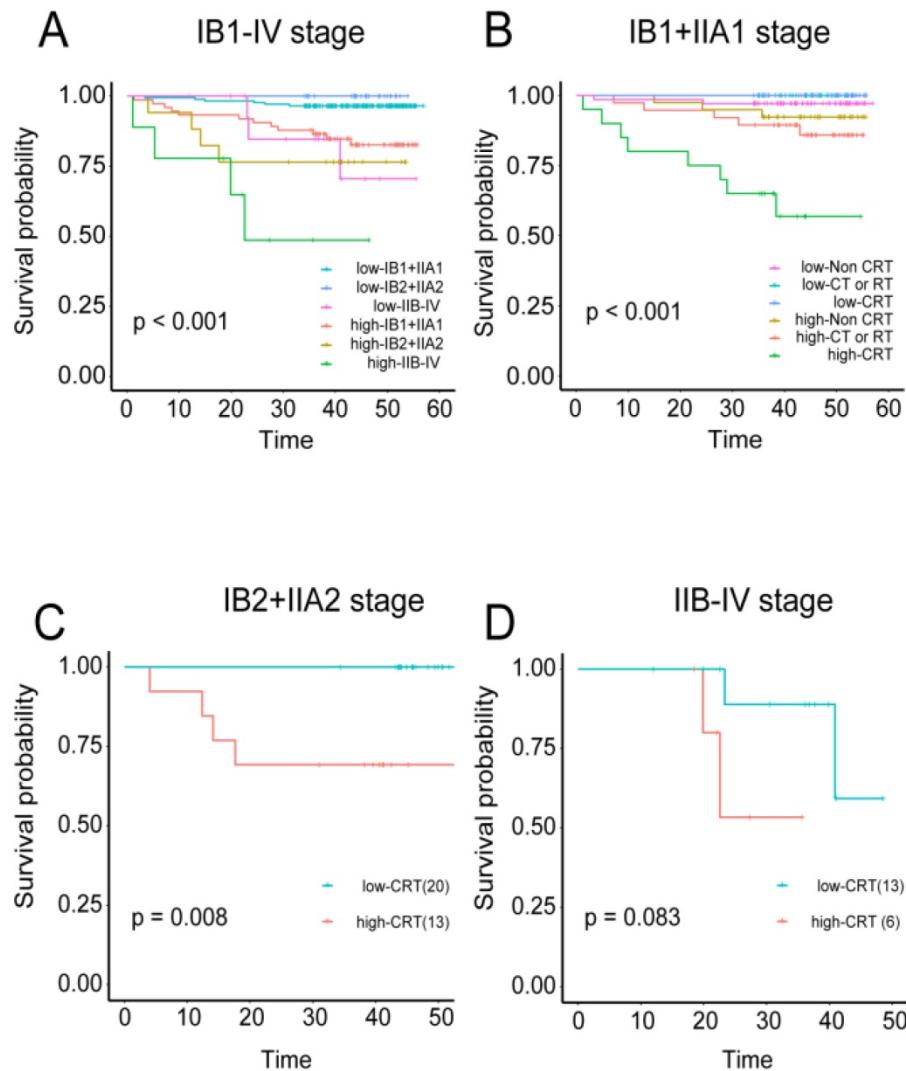 A
IB1-IV stage
Survival probability
1.00
0.75
0.50
0.25
0.00
low-IB1+IIA1
low-IB2+IIA2
low-IIB-IV
high-IB1+IIA1
high-IB2+IIA2
high-IIB-IV
p < 0.001
0 10 20 30 40 50 60
Time
B
IB1+IIA1 stage
Survival probability
1.00
0.75
0.50
0.25
0.00
low-Non CRT
low-CT or RT
low-CRT
high-Non CRT
high-CT or RT
high-CRT
p < 0.001
0 10 20 30 40 50 60
Time
C
IB2+IIA2 stage
Survival probability
1.00
0.75
0.50
0.25
0.00
low-CRT(20)
high-CRT(13)
p = 0.008
0 10 20 30 40 50
Time
D
IIB-IV stage
Survival probability
1.00
0.75
0.50
0.25
0.00
low-CRT(13)
high-CRT (6)
p = 0.083
0 10 20 30 40 50
Time